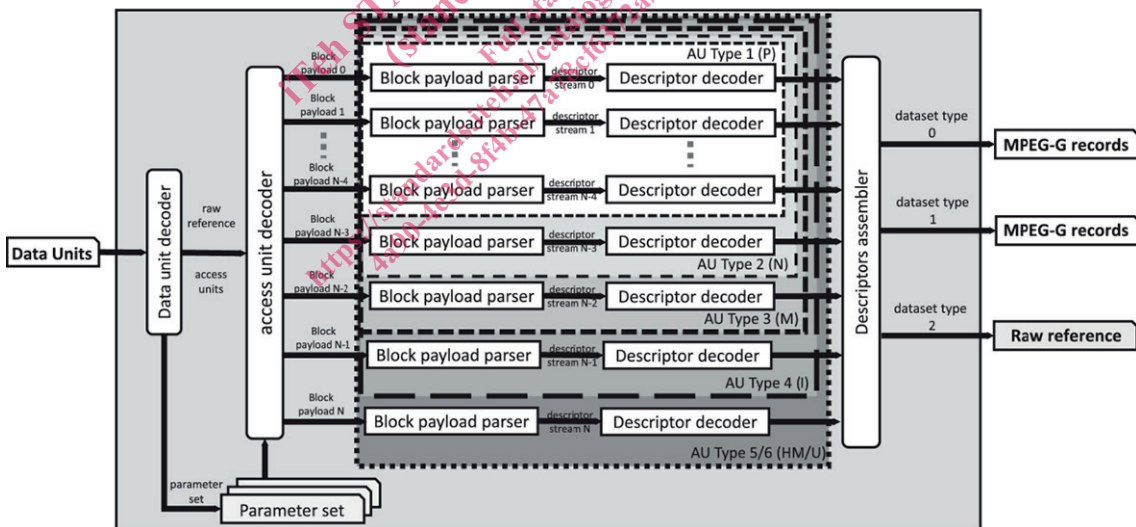 AU Type 1 (P)
Block
payload 0
Block payload parser
descriptor
stream 0
Descriptor decoder
Block
payload 1
Block payload parser
descriptor
stream 1
Descriptor decoder
Block
payload N-4
Block payload parser
descriptor
stream N-4
Descriptor decoder
Block
payload N-3
Block payload parser
descriptor
stream N-3
Descriptor decoder
AU Type 2 (N)
Block
payload N-2
Block payload parser
descriptor
stream N-2
Descriptor decoder
AU Type 3 (M)
Block
payload N-1
Block payload parser
descriptor
stream N-1
Descriptor decoder
AU Type 4 (I)
Block
payload N
Block payload parser
descriptor
stream N
Descriptor decoder
AU Type 5/6 (HM/U)
Data Units
Data unit decoder
raw
reference
access
units
access unit decoder
parameter
set
Parameter set
Descriptors assembler
dataset type
0
MPEG-G records
dataset type
1
MPEG-G records
dataset type
2
Raw reference
iTeh